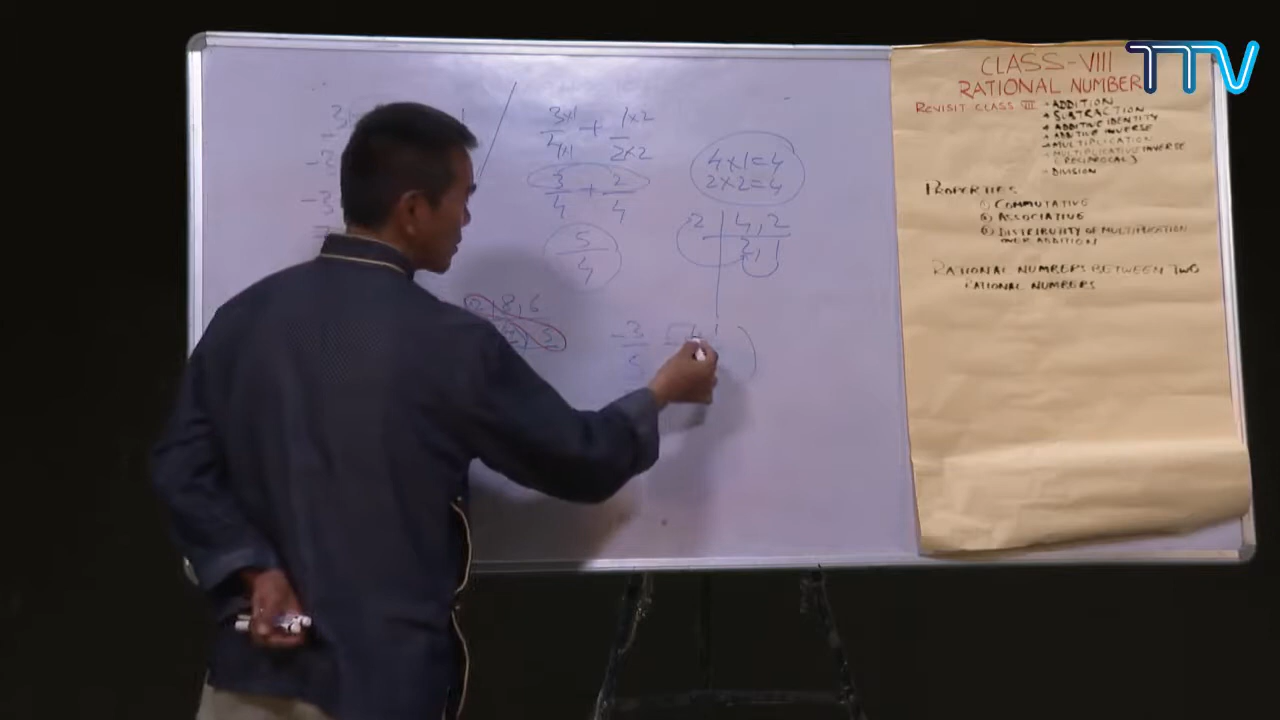 3×1/4×1 + 1×2/2×2
3/4 + 2/4
5/4
4×1=4
2×2=4
2 | 4, 2
2, 1
2, 8, 6
-3/5
TTV
CLASS-VIII
RATIONAL NUMBER
REVISIT CLASS VII
- ADDITION
SUBTRACTION
ADDITIVE IDENTITY
ADDITIVE INVERSE
MULTIPLICATION
MULTIPLICATIVE INVERSE
(RECIPROCAL)
- DIVISION
PROPERTIES
COMMUTATIVE
ASSOCIATIVE
DISTRIBUTY OF MULTIPLICATION
OVER ADDITION
RATIONAL NUMBERS BETWEEN TWO
RATIONAL NUMBERS